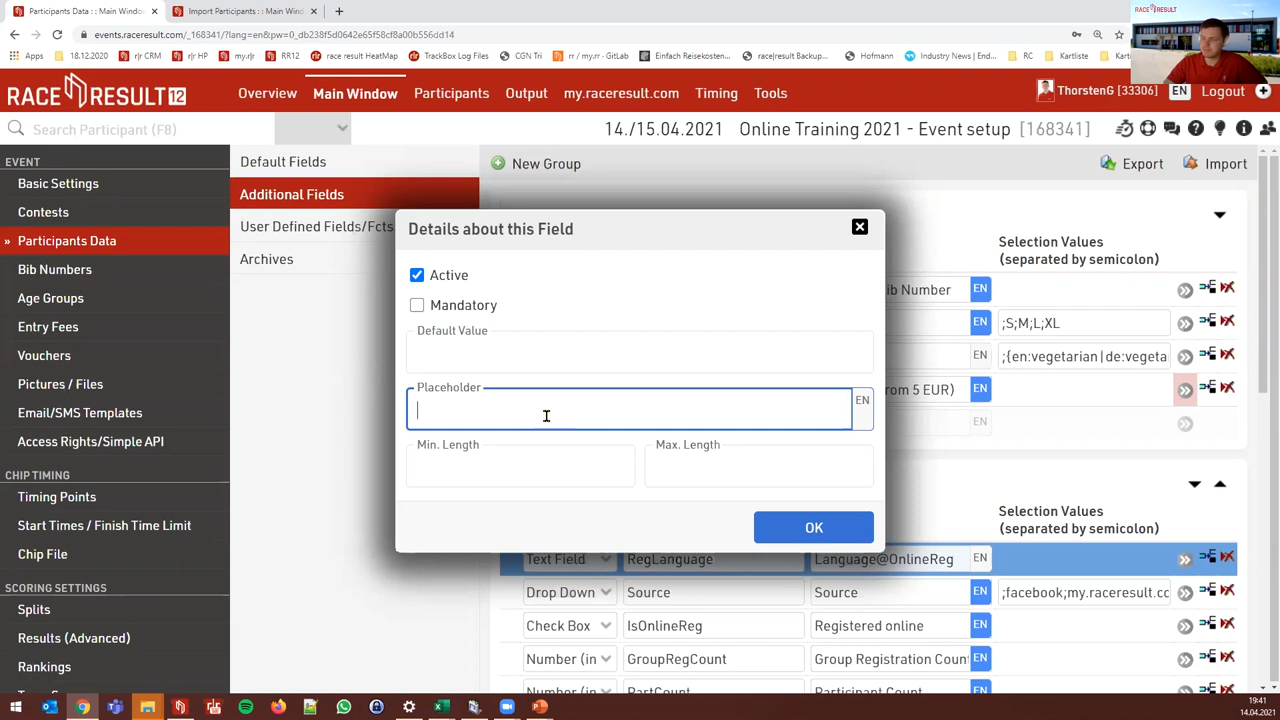 Participants Data : : Main Window
Import Participants : : Main Wind
events.raceresult.com/_168341/?lang=en&pw=0_db238f5d0642e65f58cf8a00b556dd14
Apps
18.12.2020
r|r CRM
r|r HP
my.r|r
RR12
race result HeatMap
TrackBox Log Files
CGN Tri
rr / my.rr · GitLab
Einfach Reisekosten...
race|result Backup...
Hofmann
Industry News | End...
RC
Kartliste
RACE RESULT 12
Overview
Main Window
Participants
Output
my.raceresult.com
Timing
Tools
ThorstenG [33306]
EN
Logout
Search Participant (F8)
14./15.04.2021
Online Training 2021 - Event setup [168341]
EVENT
Basic Settings
Contests
» Participants Data
Bib Numbers
Age Groups
Entry Fees
Vouchers
Pictures / Files
Email/SMS Templates
Access Rights/Simple API
CHIP TIMING
Timing Points
Start Times / Finish Time Limit
Chip File
SCORING SETTINGS
Splits
Results (Advanced)
Rankings
Default Fields
Additional Fields
User Defined Fields/Fcts
Archives
New Group
Export
Import
Details about this Field
Active
Mandatory
Default Value
Placeholder
EN
Min. Length
Max. Length
OK
Selection Values
(separated by semicolon)
ib Number
EN
EN
;S;M;L;XL
EN
;{en:vegetarian|de:vegeta
rom 5 EUR)
EN
Selection Values
(separated by semicolon)
Text Field
RegLanguage
Language@OnlineReg
EN
Drop Down
Source
Source
EN
;facebook;my.raceresult.cc
Check Box
IsOnlineReg
Registered online
EN
Number (in
GroupRegCount
Group Registration Coun
EN
Number (in
PartCount
Participant Count
EN
19:41
14.04.2021